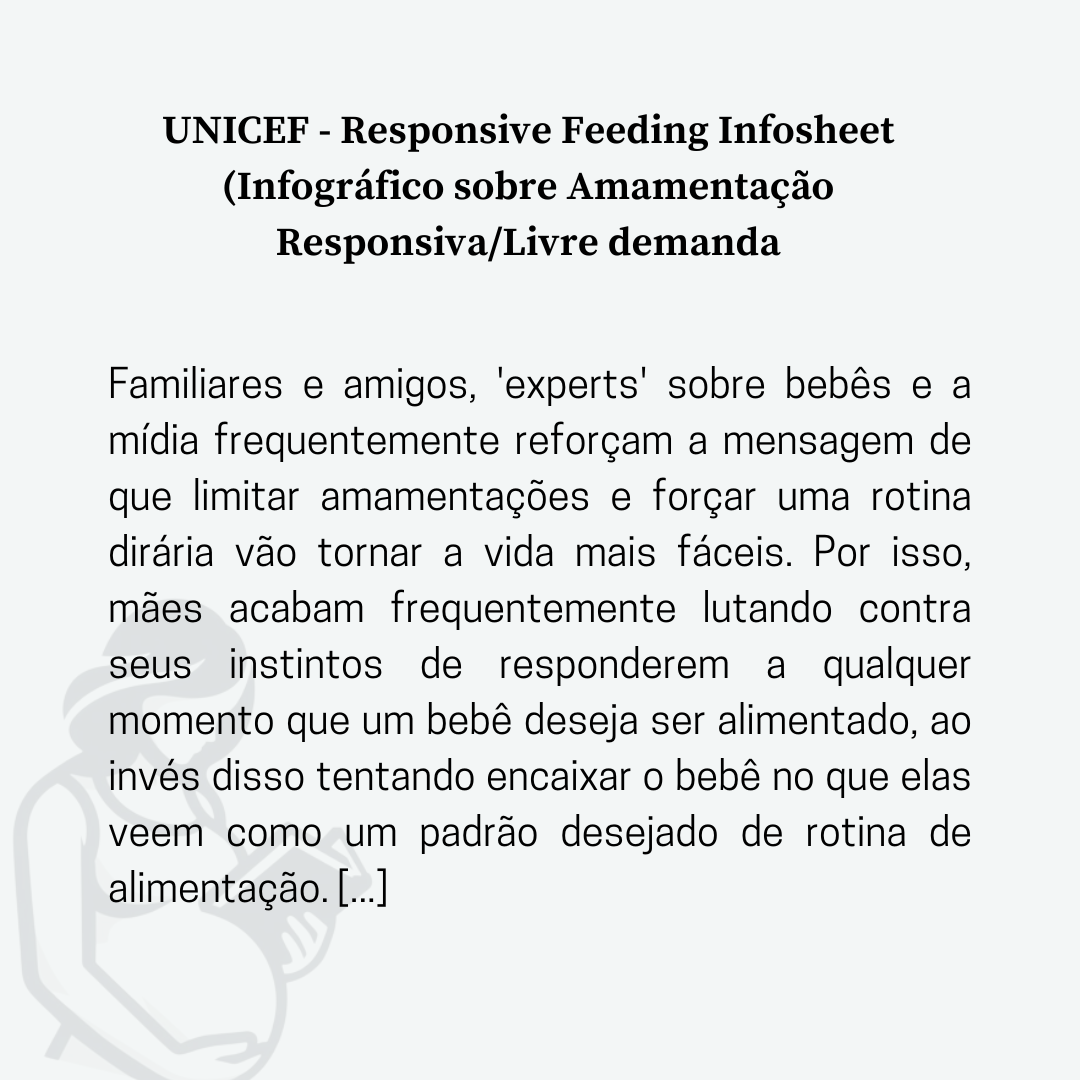 UNICEF - Responsive Feeding Infosheet
(Infográfico sobre Amamentação
Responsiva/Livre demanda
Familiares e amigos, 'experts' sobre bebês e a
mídia frequentemente reforçam a mensagem de
que limitar amamentações e forçar uma rotina
dirária vão tornar a vida mais fáceis. Por isso,
mães acabam frequentemente lutando contra
seus instintos de responderem a qualquer
momento que um bebê deseja ser alimentado, ao
invés disso tentando encaixar o bebê no que elas
veem como um padrão desejado de rotina de
alimentação. [...]